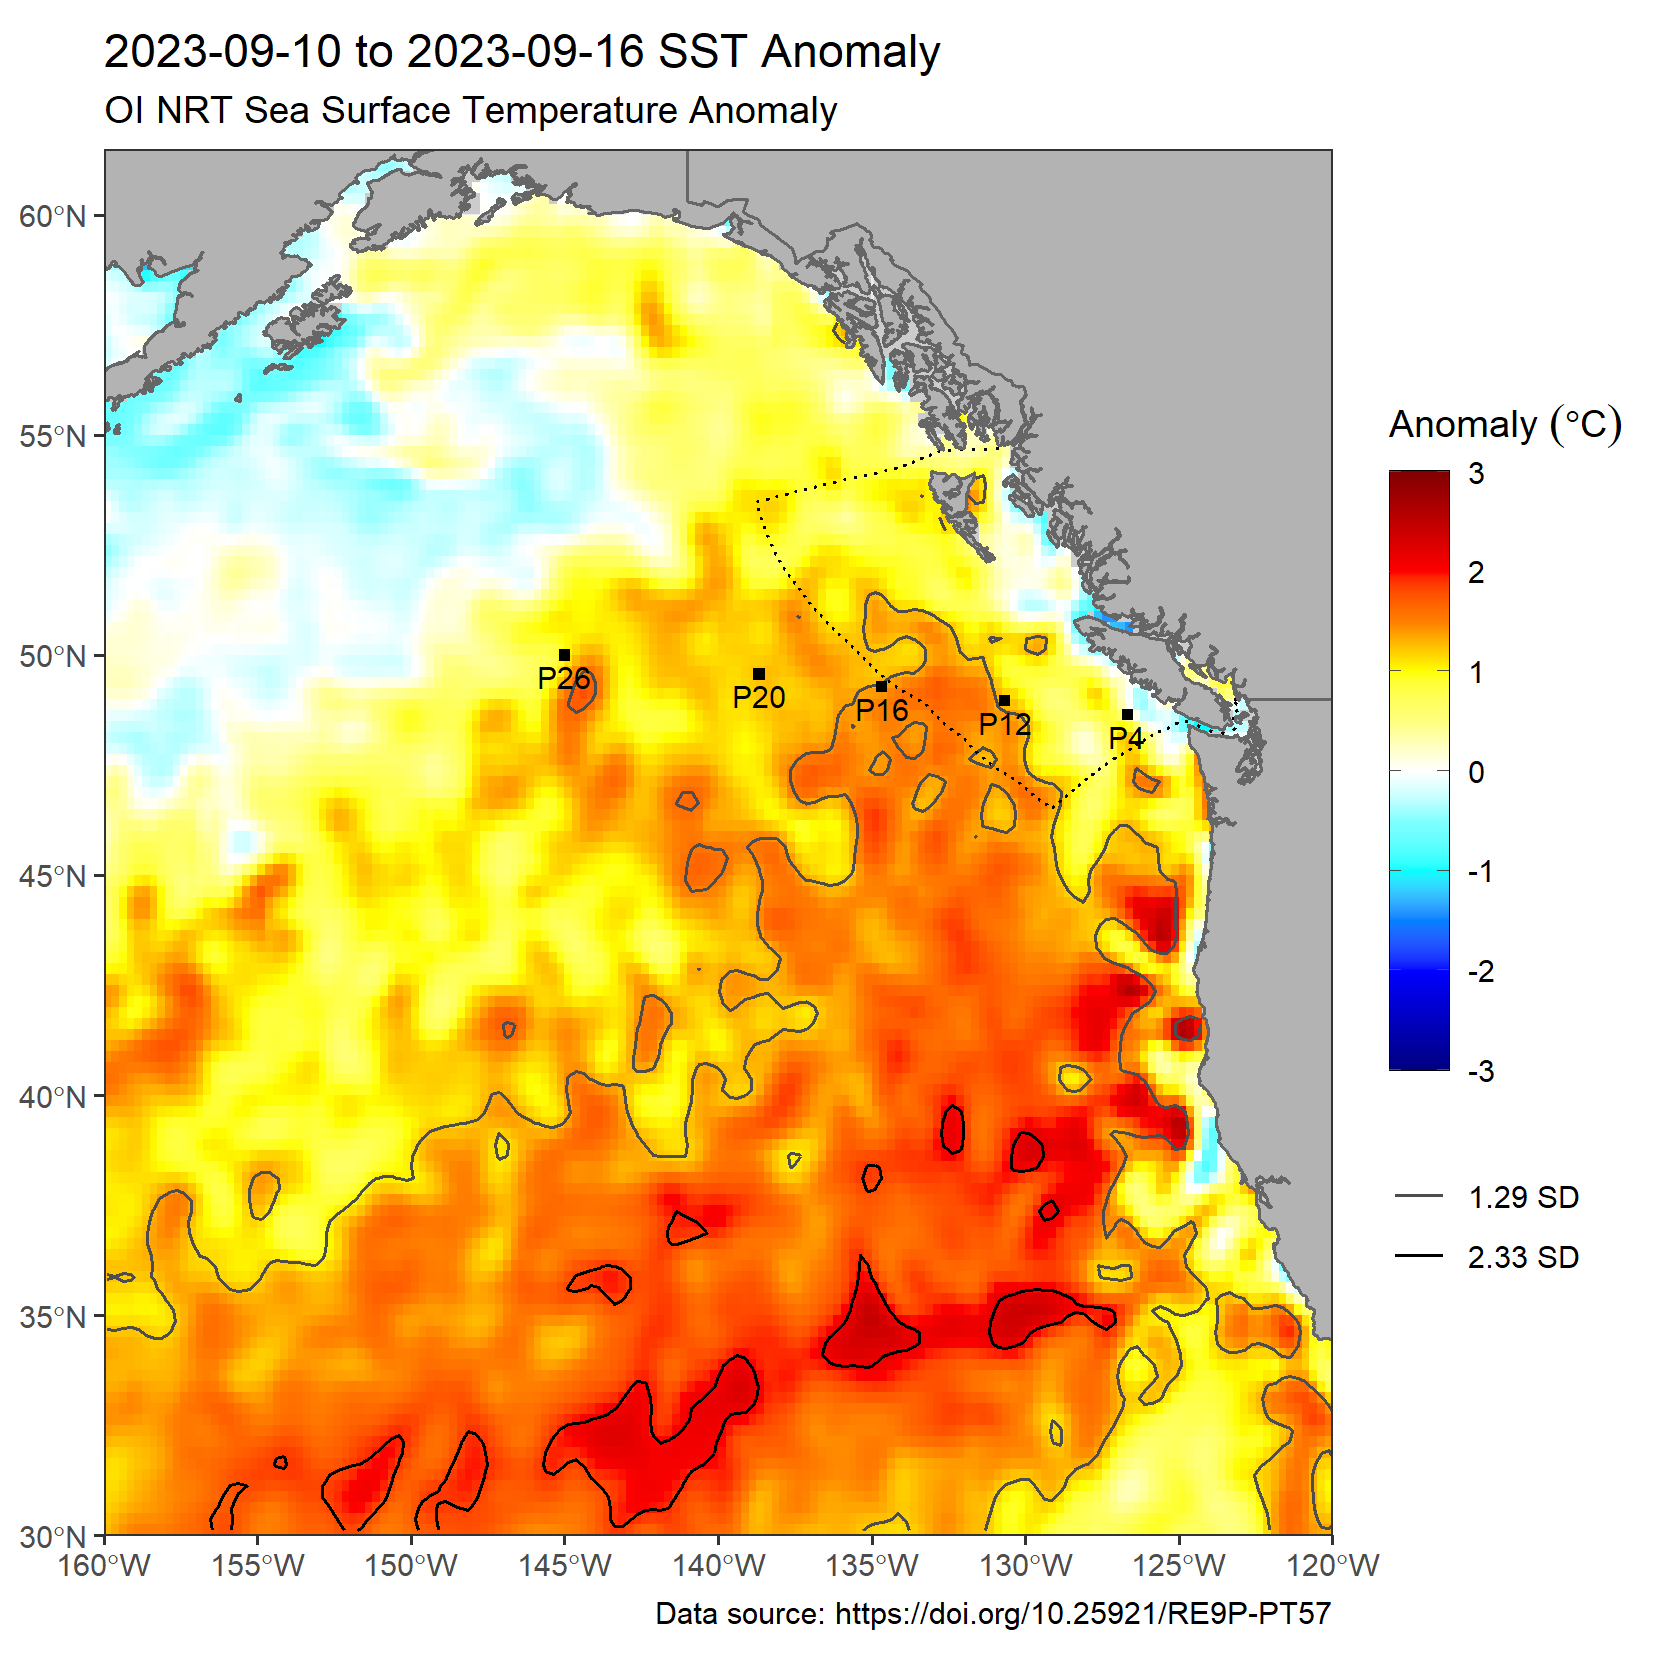 2023-09-10 to 2023-09-16 SST Anomaly
OI NRT Sea Surface Temperature Anomaly
60°N
55°N
50°N
45°N
40°N
35°N
30°N
160°W
155°W
150°W
145°W
140°W
135°W
130°W
125°W
120°W
P26
P20
P16
P12
P4
Anomaly (°C)
3
2
1
0
-1
-2
-3
1.29 SD
2.33 SD
Data source: https://doi.org/10.25921/RE9P-PT57